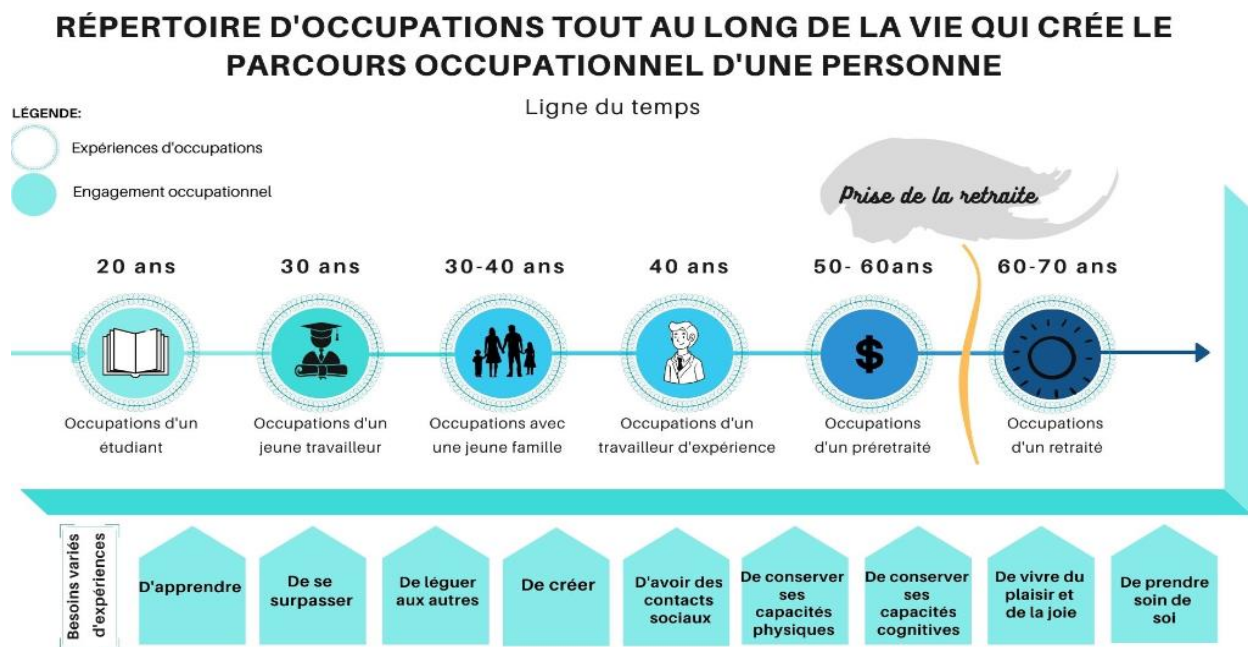 RÉPERTOIRE D'OCCUPATIONS TOUT AU LONG DE LA VIE QUI CRÉE LE
PARCOURS OCCUPATIONNEL D'UNE PERSONNE
Ligne du temps
LÉGENDE:
Expériences d'occupations
Engagement occupationnel
Prise de la retraite
20 ans
30 ans
30-40 ans
40 ans
50- 60ans
60-70 ans
$
Occupations d'un
étudiant
Occupations d'un
jeune travailleur
Occupations avec
une jeune famille
Occupations d'un
travailleur d'expérience
Occupations
d'un préretraité
Occupations
d'un retraité
Besoins variés
d'expériences
D'apprendre
De se
surpasser
De léguer
aux autres
De créer
D'avoir des
contacts
sociaux
De conserver
ses
capacités
physiques
De conserver
ses
capacités
cognitives
De vivre du
plaisir et
de la joie
De prendre
soin de
soi